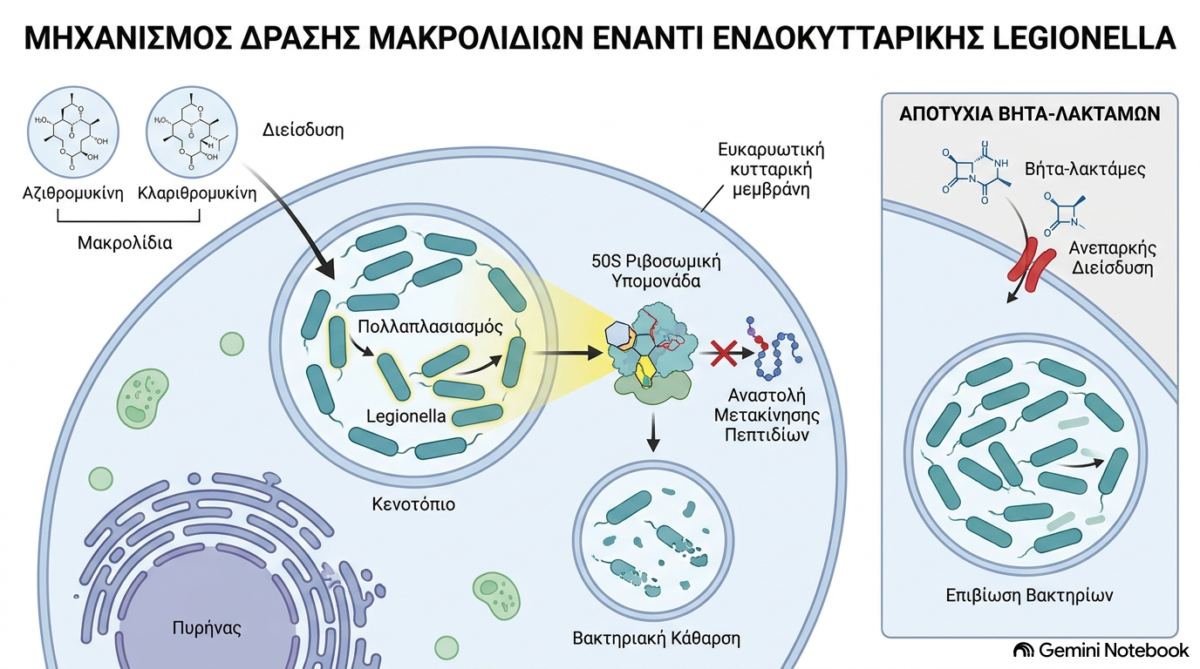 ΜΗΧΑΝΙΣΜΟΣ ΔΡΑΣΗΣ ΜΑΚΡΟΛΙΔΙΩΝ ΕΝΑΝΤΙ ΕΝΔΟΚΥΤΤΑΡΙΚΗΣ LEGIONELLA
Αζιθρομυκίνη
Κλαριθρομυκίνη
Μακρολίδια
Διείσδυση
Ευκαρυωτική
κυτταρική
μεμβράνη
Πολλαπλασιασμός
Legionella
Κενοτόπιο
50S Ριβοσωμική
Υπομονάδα
Αναστολή
Μετακίνησης
Πεπτιδίων
Βακτηριακή Κάθαρση
Πυρήνας
ΑΠΟΤΥΧΙΑ ΒΗΤΑ-ΛΑΚΤΑΜΩΝ
Βήτα-λακτάμες
Ανεπαρκής
Διείσδυση
Επιβίωση Βακτηρίων
Gemini Notebook